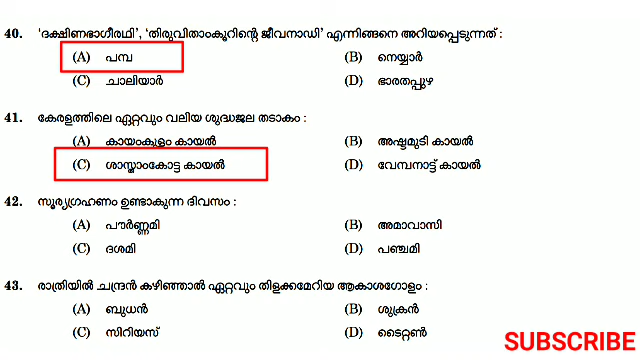 40. 'ദക്ഷിണഭാഗീരഥി', 'തിരുവിതാംകൂറിന്റെ ജീവനാഡി' എന്നിങ്ങനെ അറിയപ്പെടുന്നത് :
(A) പമ്പ (B) നെയ്യാർ
(C) ചാലിയാർ (D) ഭാരതപ്പുഴ
41. കേരളത്തിലെ ഏറ്റവും വലിയ ശുദ്ധജല തടാകം :
(A) കായംകുളം കായൽ (B) അഷ്ടമുടി കായൽ
(C) ശാസ്താംകോട്ട കായൽ (D) വേമ്പനാട്ട് കായൽ
42. സൂര്യഗ്രഹണം ഉണ്ടാകുന്ന ദിവസം :
(A) പൗർണ്ണമി (B) അമാവാസി
(C) ദശമി (D) പഞ്ചമി
43. രാത്രിയിൽ ചന്ദ്രൻ കഴിഞ്ഞാൽ ഏറ്റവും തിളക്കമേറിയ ആകാശഗോളം :
(A) ബുധൻ (B) ശുക്രൻ
(C) സിറിയസ് (D) ടൈറ്റൺ
SUBSCRIBE